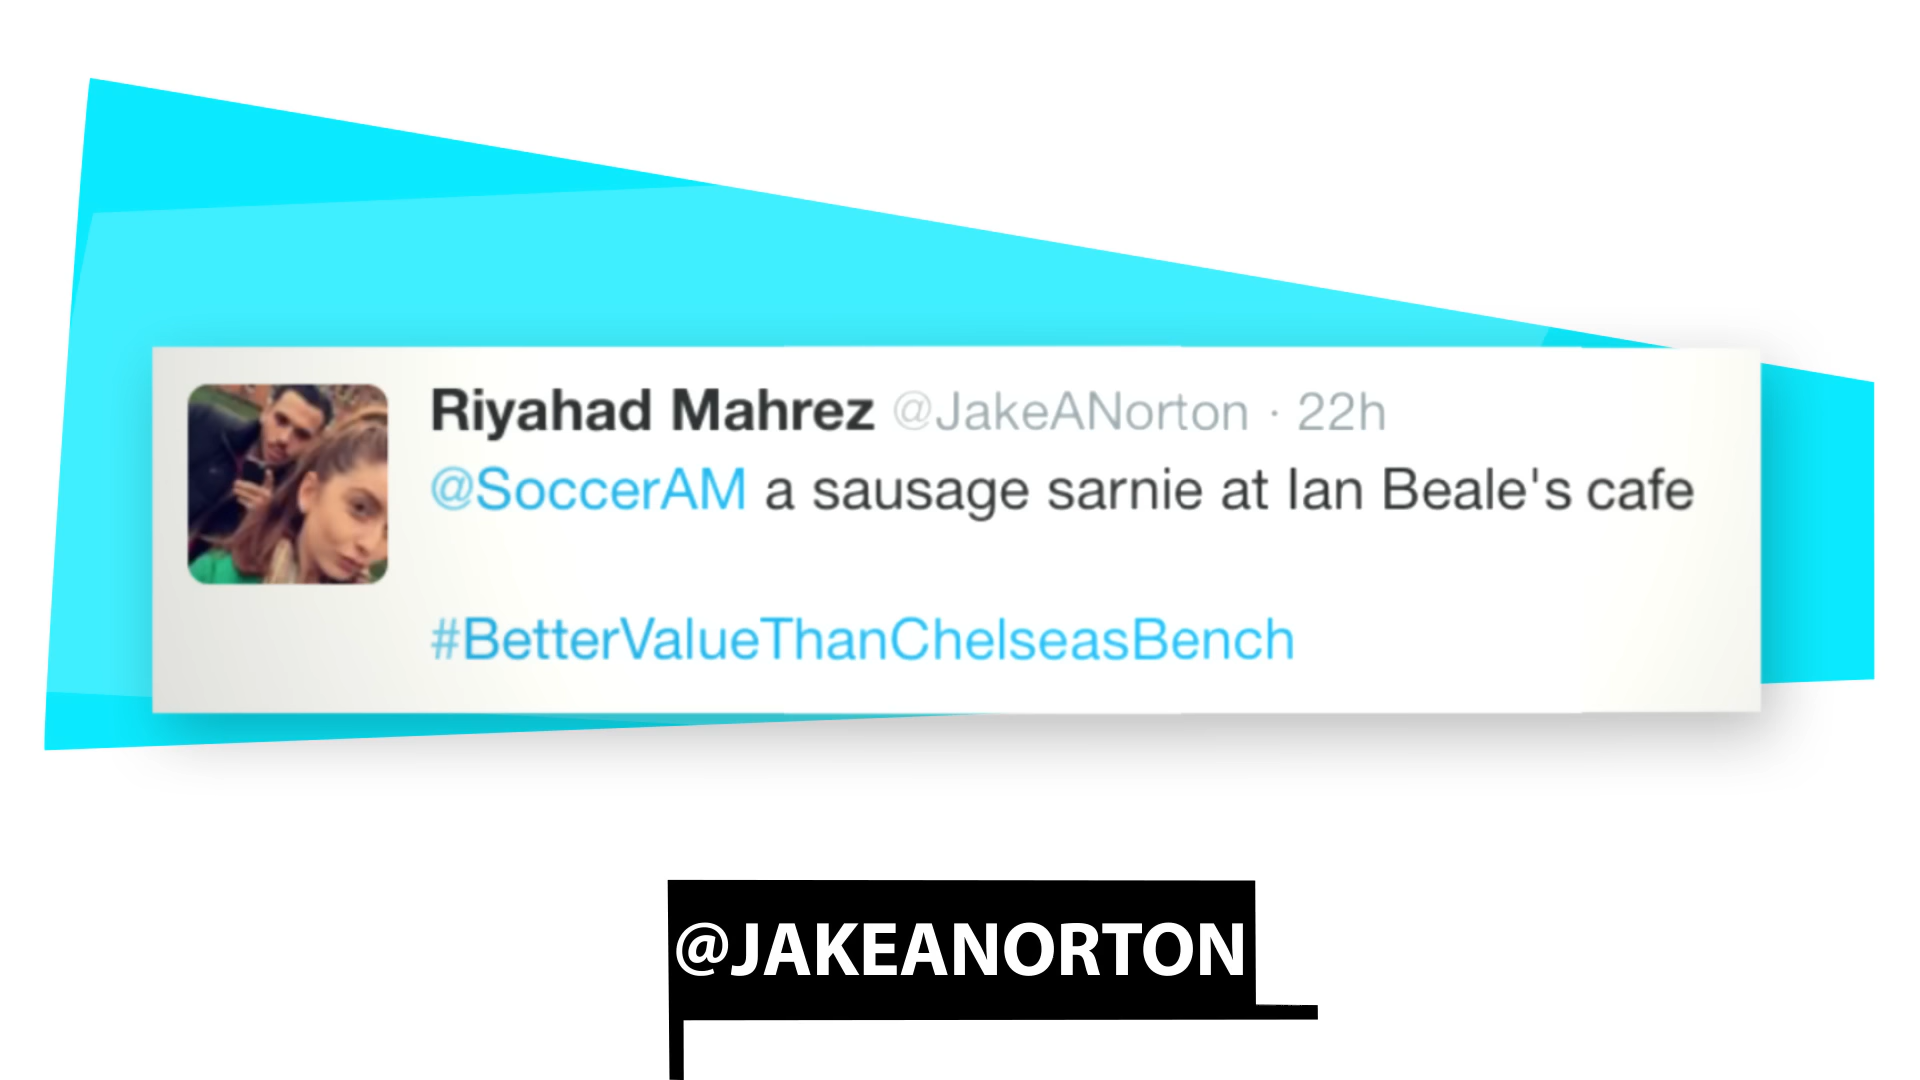 Riyahad Mahrez @JakeANorton · 22h
@SoccerAM a sausage sarnie at Ian Beale's cafe
#BetterValueThanChelseasBench
@JAKEANORTON